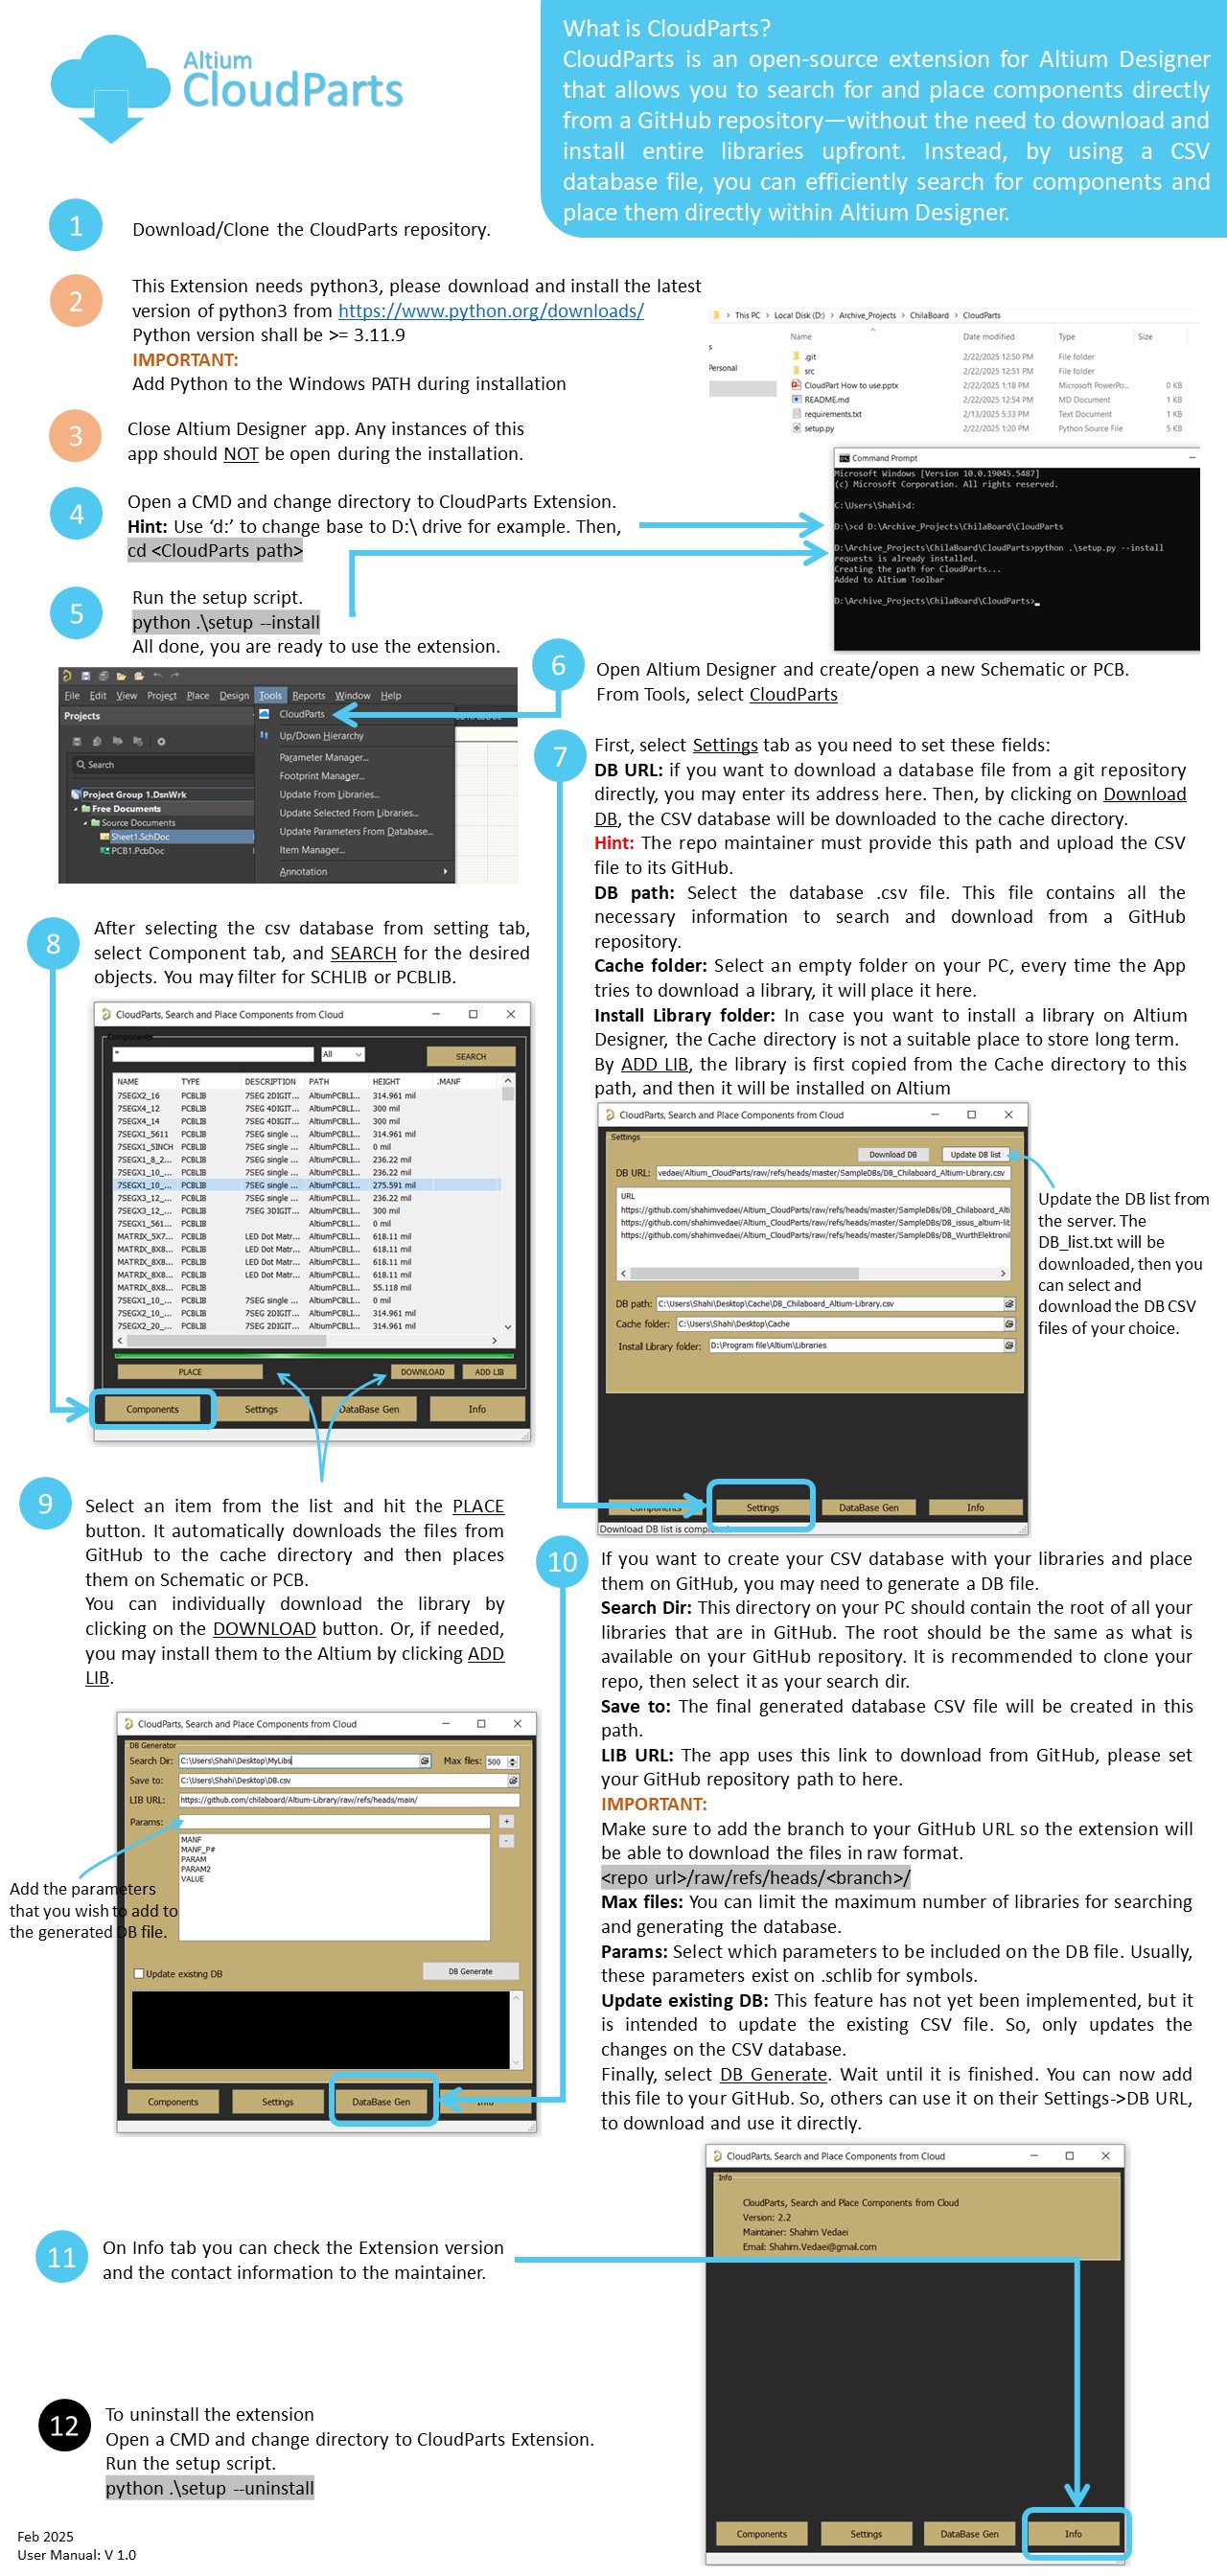 Altium
CloudParts
What is CloudParts?
CloudParts is an open-source extension for Altium Designer
that allows you to search for and place components directly
from a GitHub repository—without the need to download and
install entire libraries upfront. Instead, by using a CSV
database file, you can efficiently search for components and
place them directly within Altium Designer.
1
Download/Clone the CloudParts repository.
2
This Extension needs python3, please download and install the latest
version of python3 from https://www.python.org/downloads/
Python version shall be >= 3.11.9
IMPORTANT:
Add Python to the Windows PATH during installation
This PC > Local Disk (D:) > Archive_Projects > ChilaBoard > CloudParts
Name Date modified Type Size
s
Personal
.git 2/22/2025 12:50 PM File folder
src 2/22/2025 12:51 PM File folder
CloudPart How to use.pptx 2/22/2025 1:18 PM Microsoft PowerPo... 0 KB
README.md 2/22/2025 12:54 PM MD Document 1 KB
requirements.txt 2/13/2025 5:33 PM Text Document 1 KB
setup.py 2/22/2025 1:20 PM Python Source File 5 KB
3
Close Altium Designer app. Any instances of this
app should NOT be open during the installation.
4
Open a CMD and change directory to CloudParts Extension.
Hint: Use ‘d:’ to change base to D:\ drive for example. Then,
cd <CloudParts path>
Command Prompt
Microsoft Windows [Version 10.0.19045.5487]
(c) Microsoft Corporation. All rights reserved.
C:\Users\Shahi>d:
D:\>cd D:\Archive_Projects\ChilaBoard\CloudParts
D:\Archive_Projects\ChilaBoard\CloudParts>python .\setup.py --install
requests is already installed.
Creating the path for CloudParts...
Added to Altium Toolbar
D:\Archive_Projects\ChilaBoard\CloudParts>
5
Run the setup script.
python .\setup --install
All done, you are ready to use the extension.
6
Open Altium Designer and create/open a new Schematic or PCB.
From Tools, select CloudParts
File Edit View Project Place Design Tools Reports Window Help
Projects
Search
Project Group 1.DsnWrk
Free Documents
Source Documents
Sheet1.SchDoc
PCB1.PcbDoc
CloudParts
Up/Down Hierarchy
Parameter Manager...
Footprint Manager...
Update From Libraries...
Update Selected From Libraries...
Update Parameters From Database...
Item Manager...
Annotation
7
First, select Settings tab as you need to set these fields:
DB URL: if you want to download a database file from a git repository
directly, you may enter its address here. Then, by clicking on Download
DB, the CSV database will be downloaded to the cache directory.
Hint: The repo maintainer must provide this path and upload the CSV
file to its GitHub.
DB path: Select the database .csv file. This file contains all the
necessary information to search and download from a GitHub
repository.
Cache folder: Select an empty folder on your PC, every time the App
tries to download a library, it will place it here.
Install Library folder: In case you want to install a library on Altium
Designer, the Cache directory is not a suitable place to store long term.
By ADD LIB, the library is first copied from the Cache directory to this
path, and then it will be installed on Altium
CloudParts, Search and Place Components from Cloud
Settings
Download DB Update DB list
DB URL: vedaei/Altium_CloudParts/raw/refs/heads/master/SampleDBs/DB_Chilaboard_Altium-Library.csv
URL
https://github.com/shahimvedaei/Altium_CloudParts/raw/refs/heads/master/SampleDBs/DB_Chilaboard_Alti
https://github.com/shahimvedaei/Altium_CloudParts/raw/refs/heads/master/SampleDBs/DB_issus_altium-lib
https://github.com/shahimvedaei/Altium_CloudParts/raw/refs/heads/master/SampleDBs/DB_WurthElektronil
DB path: C:\Users\Shahi\Desktop\Cache\DB_Chilaboard_Altium-Library.csv
Cache folder: C:\Users\Shahi\Desktop\Cache
Install Library folder: D:\Program file\Altium\Libraries
Components Settings DataBase Gen Info
Download DB list is comp
Update the DB list from
the server. The
DB_list.txt will be
downloaded, then you
can select and
download the DB CSV
files of your choice.
8
After selecting the csv database from setting tab,
select Component tab, and SEARCH for the desired
objects. You may filter for SCHLIB or PCBLIB.
CloudParts, Search and Place Components from Cloud
Components
* All SEARCH
NAME TYPE DESCRIPTION PATH HEIGHT .MANF
7SEGX2_16 PCBLIB 7SEG 2DIGIT... AltiumPCBLI... 314.961 mil
7SEGX4_12 PCBLIB 7SEG 4DIGIT... AltiumPCBLI... 300 mil
7SEGX4_14 PCBLIB 7SEG 4DIGIT... AltiumPCBLI... 300 mil
7SEGX1_5611 PCBLIB 7SEG single ... AltiumPCBLI... 314.961 mil
7SEGX1_5INCH PCBLIB 7SEG single ... AltiumPCBLI... 0 mil
7SEGX1_8_2... PCBLIB 7SEG single ... AltiumPCBLI... 236.22 mil
7SEGX1_10_... PCBLIB 7SEG single ... AltiumPCBLI... 236.22 mil
7SEGX1_10_... PCBLIB 7SEG single ... AltiumPCBLI... 275.591 mil
7SEGX3_12_... PCBLIB 7SEG single ... AltiumPCBLI... 236.22 mil
7SEGX3_12_... PCBLIB 7SEG 3DIGIT... AltiumPCBLI... 300 mil
7SEGX1_561... PCBLIB AltiumPCBLI... 0 mil
MATRIX_5X7... PCBLIB LED Dot Matr... AltiumPCBLI... 618.11 mil
MATRIX_8X8... PCBLIB LED Dot Matr... AltiumPCBLI... 618.11 mil
MATRIX_8X8... PCBLIB LED Dot Matr... AltiumPCBLI... 618.11 mil
MATRIX_8X8... PCBLIB LED Dot Matr... AltiumPCBLI... 618.11 mil
MATRIX_8X8... PCBLIB AltiumPCBLI... 55.118 mil
7SEGX1_10_... PCBLIB 7SEG single ... AltiumPCBLI... 0 mil
7SEGX2_10_... PCBLIB 7SEG 2DIGIT... AltiumPCBLI... 314.961 mil
7SEGX2_20_... PCBLIB 7SEG 2DIGIT... AltiumPCBLI... 314.961 mil
PLACE DOWNLOAD ADD LIB
Components Settings DataBase Gen Info
9
Select an item from the list and hit the PLACE
button. It automatically downloads the files from
GitHub to the cache directory and then places
them on Schematic or PCB.
You can individually download the library by
clicking on the DOWNLOAD button. Or, if needed,
you may install them to the Altium by clicking ADD
LIB.
10
If you want to create your CSV database with your libraries and place
them on GitHub, you may need to generate a DB file.
Search Dir: This directory on your PC should contain the root of all your
libraries that are in GitHub. The root should be the same as what is
available on your GitHub repository. It is recommended to clone your
repo, then select it as your search dir.
Save to: The final generated database CSV file will be created in this
path.
LIB URL: The app uses this link to download from GitHub, please set
your GitHub repository path to here.
IMPORTANT:
Make sure to add the branch to your GitHub URL so the extension will
be able to download the files in raw format.
<repo url>/raw/refs/heads/<branch>/
Max files: You can limit the maximum number of libraries for searching
and generating the database.
Params: Select which parameters to be included on the DB file. Usually,
these parameters exist on .schlib for symbols.
Update existing DB: This feature has not yet been implemented, but it
is intended to update the existing CSV file. So, only updates the
changes on the CSV database.
Finally, select DB Generate. Wait until it is finished. You can now add
this file to your GitHub. So, others can use it on their Settings->DB URL,
to download and use it directly.
CloudParts, Search and Place Components from Cloud
DB Generator
Search Dir: C:\Users\Shahi\Desktop\MyLibs Max files: 500
Save to: C:\Users\Shahi\Desktop\DB.csv
LIB URL: https://github.com/chilaboard/Altium-Library/raw/refs/heads/main/
Params: +
-
MANF
MANF_P#
PARAM
PARAM2
VALUE
Add the parameters
that you wish to add to
the generated DB file.
Update existing DB DB Generate
Components Settings DataBase Gen Info
11
On Info tab you can check the Extension version
and the contact information to the maintainer.
CloudParts, Search and Place Components from Cloud
Info
CloudParts, Search and Place Components from Cloud
Version: 2.2
Maintainer: Shahim Vedaei
Email: Shahim.Vedaei@gmail.com
Components Settings DataBase Gen Info
12
To uninstall the extension
Open a CMD and change directory to CloudParts Extension.
Run the setup script.
python .\setup --uninstall
Feb 2025
User Manual: V 1.0